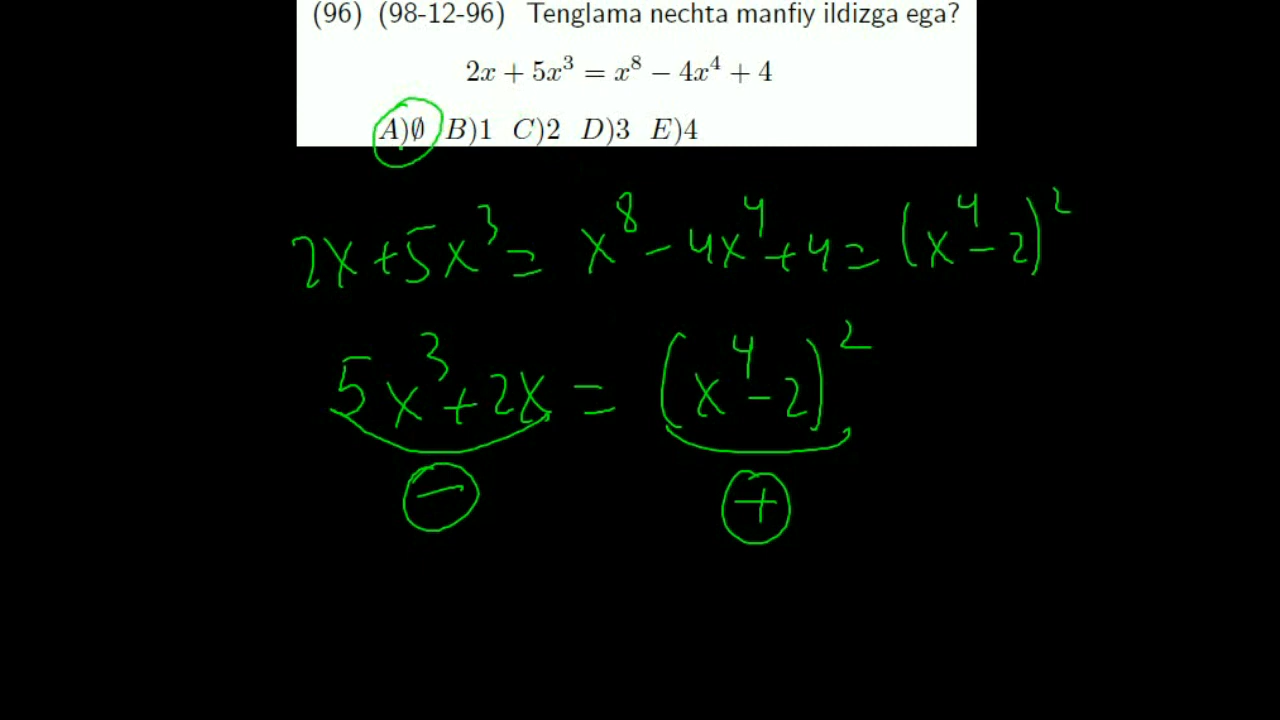 (96) (98-12-96) Tenglama nechta manfiy ildizga ega?
2x + 5x³ = x⁸ − 4x⁴ + 4
A)∅ B)1 C)2 D)3 E)4
2x+5x³ = x⁸ − 4x⁴ + 4 = (x⁴ − 2)²
5x³ + 2x = (x⁴ − 2)²
− +